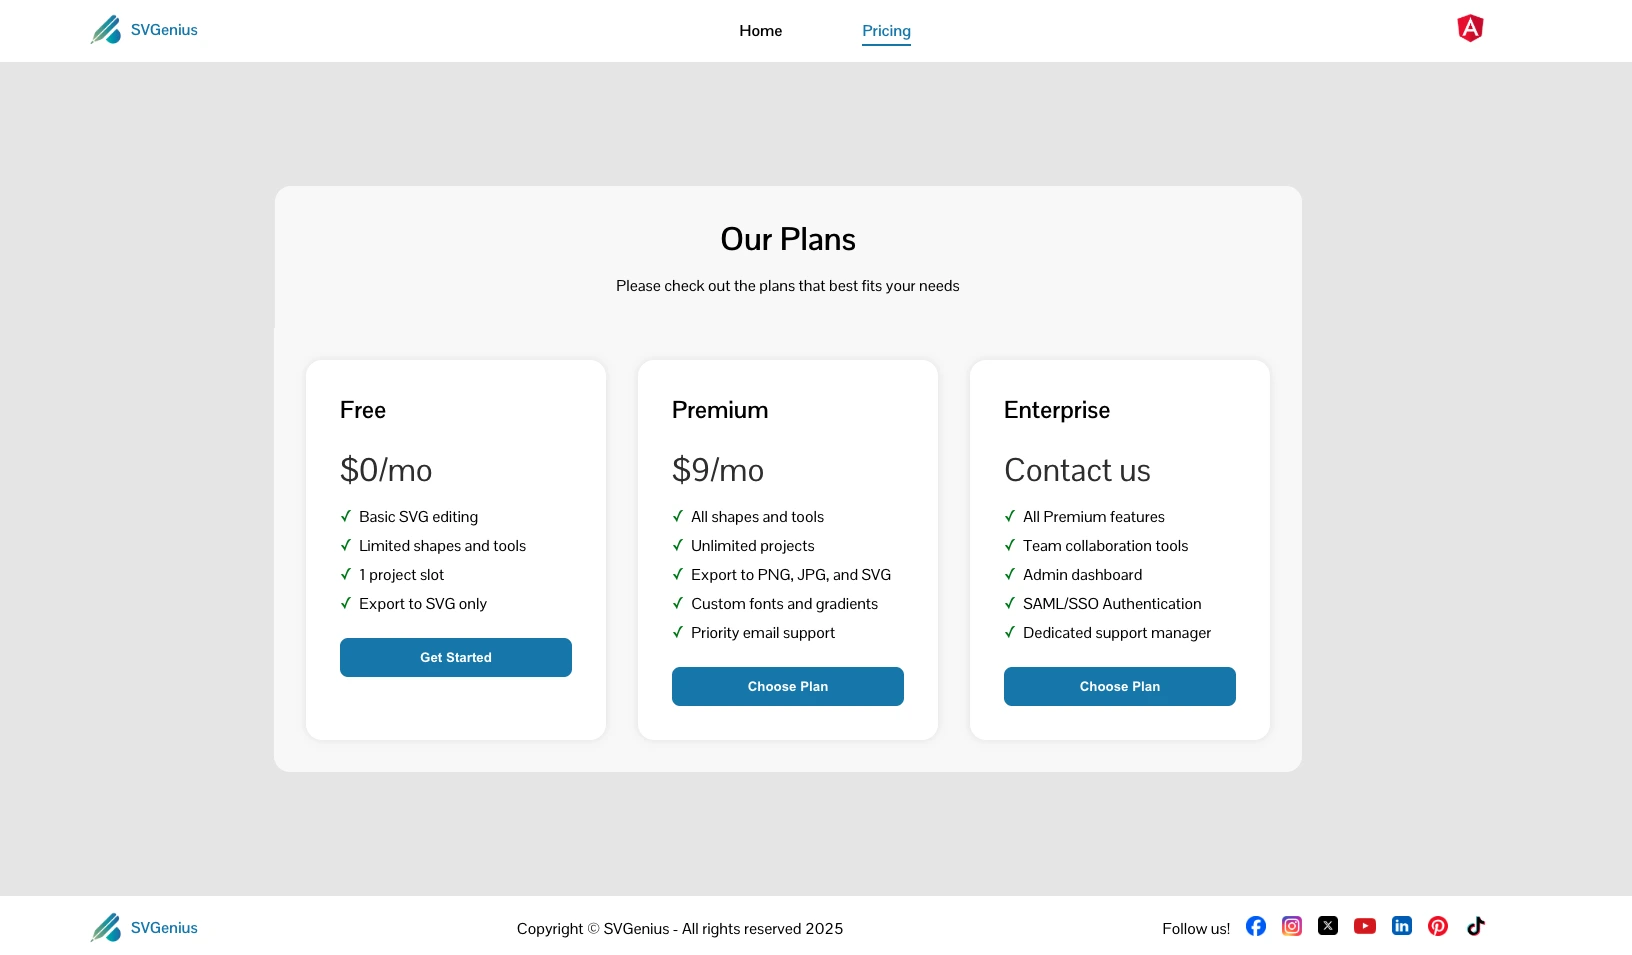 SVGenius
Home
Pricing
Our Plans
Please check out the plans that best fits your needs
Free
$0/mo
✓ Basic SVG editing
✓ Limited shapes and tools
✓ 1 project slot
✓ Export to SVG only
Get Started
Premium
$9/mo
✓ All shapes and tools
✓ Unlimited projects
✓ Export to PNG, JPG, and SVG
✓ Custom fonts and gradients
✓ Priority email support
Choose Plan
Enterprise
Contact us
✓ All Premium features
✓ Team collaboration tools
✓ Admin dashboard
✓ SAML/SSO Authentication
✓ Dedicated support manager
Choose Plan
SVGenius
Copyright © SVGenius - All rights reserved 2025
Follow us!